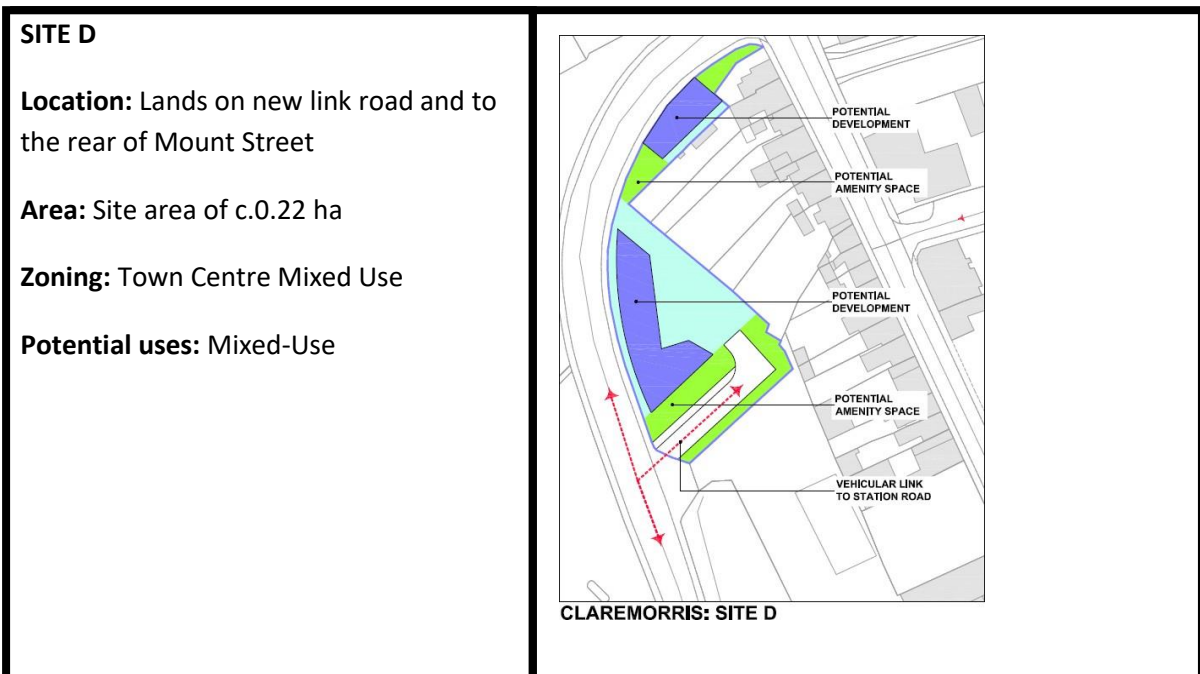 SITE D
Location: Lands on new link road and to
the rear of Mount Street
Area: Site area of c.0.22 ha
Zoning: Town Centre Mixed Use
Potential uses: Mixed-Use
POTENTIAL
DEVELOPMENT
POTENTIAL
AMENITY SPACE
POTENTIAL
DEVELOPMENT
POTENTIAL
AMENITY SPACE
VEHICULAR LINK
TO STATION ROAD
CLAREMORRIS: SITE D